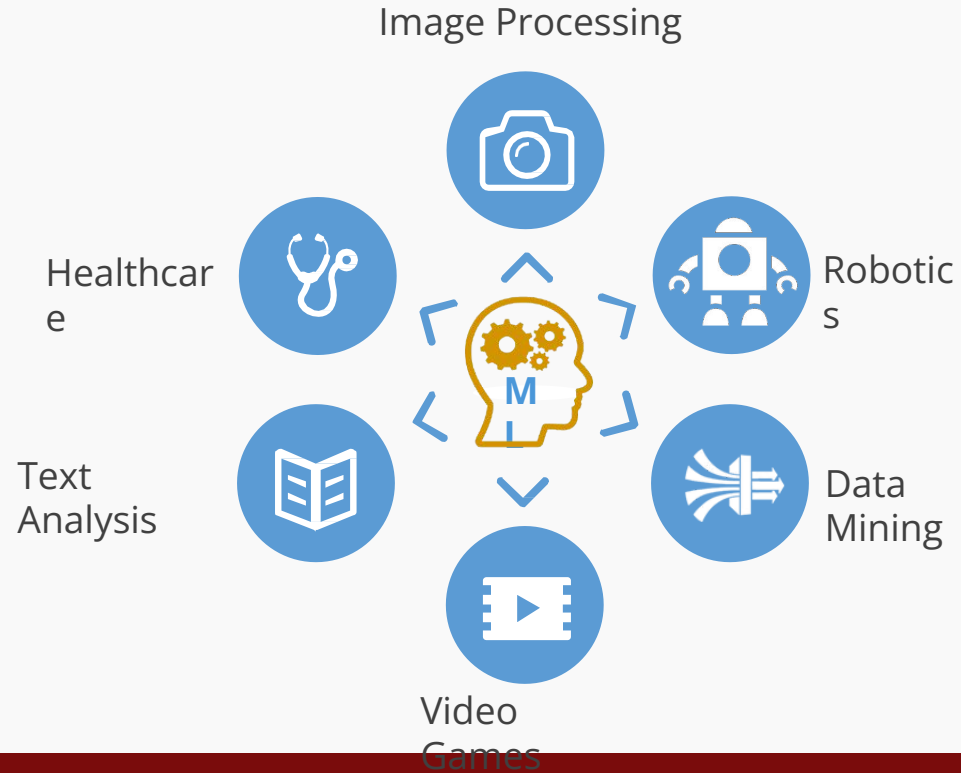 Image Processing
Healthcar
e
Robotic
s
M
L
Text
Analysis
Data
Mining
Video
Games